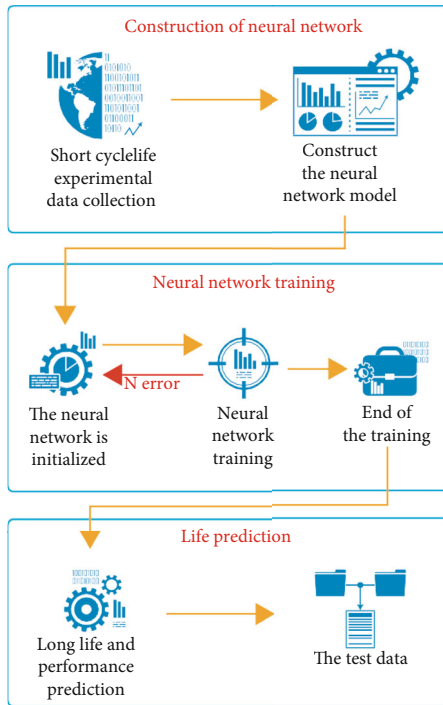 Construction of neural network
Short cyclelife
experimental
data collection
Construct
the neural
network model
Neural network training
N error
The neural
network is
initialized
Neural
network
training
End of
the training
Life prediction
Long life and
performance
prediction
The test data